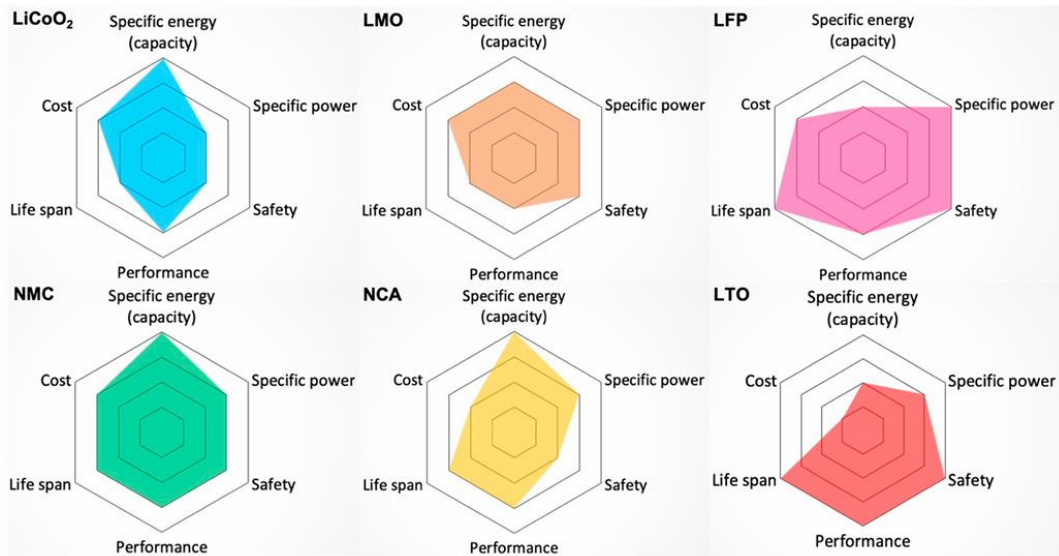 LiCoO₂
Specific energy
(capacity)
Cost
Specific power
Life span
Safety
Performance
LMO
Specific energy
(capacity)
Cost
Specific power
Life span
Safety
Performance
LFP
Specific energy
(capacity)
Cost
Specific power
Life span
Safety
Performance
NMC
Specific energy
(capacity)
Cost
Specific power
Life span
Safety
Performance
NCA
Specific energy
(capacity)
Cost
Specific power
Life span
Safety
Performance
LTO
Specific energy
(capacity)
Cost
Specific power
Life span
Safety
Performance